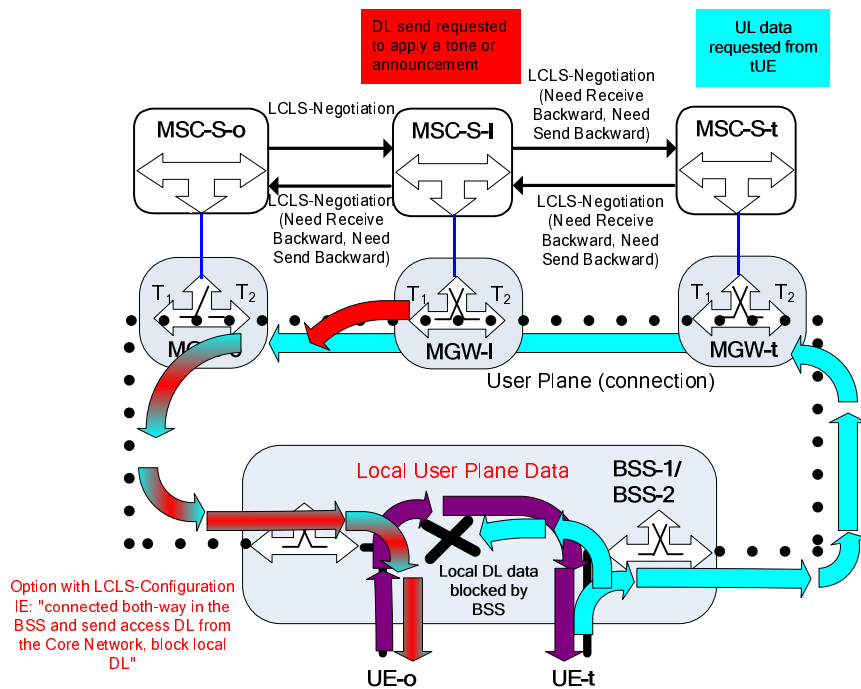 DL send requested
to apply a tone or
announcement
UL data
requested from
tUE
LCLS-Negotiation
LCLS-Negotiation
(Need Receive
Backward, Need
Send Backward)
MSC-S-o
MSC-S-I
MSC-S-t
LCLS-Negotiation
(Need Receive
Backward, Need
Send Backward)
LCLS-Negotiation
(Need Receive
Backward, Need
Send Backward)
T1
T2
T1
T2
T1
T2
MGW-I
MGW-t
User Plane (connection)
Local User Plane Data
BSS-1/
BSS-2
Local DL data
blocked by
BSS
Option with LCLS-Configuration
IE: "connected both-way in the
BSS and send access DL from
the Core Network, block local
DL"
UE-o
UE-t